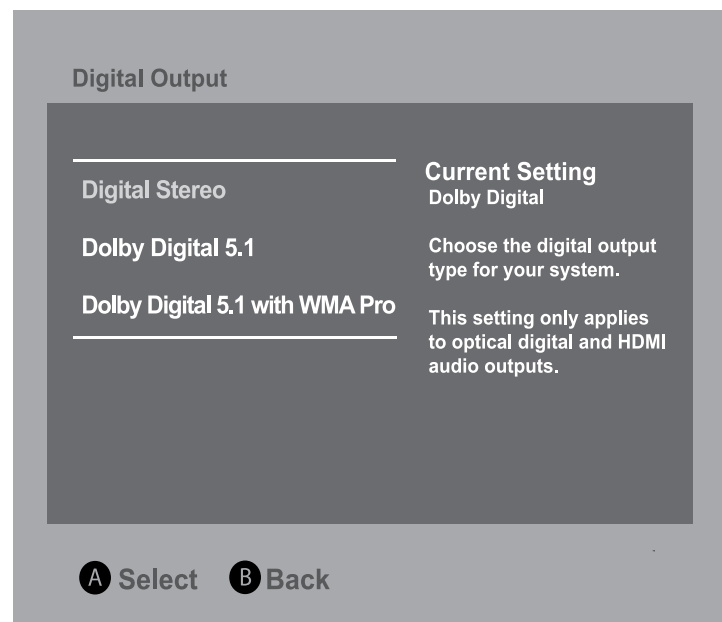 Digital Output
Digital Stereo
Dolby Digital 5.1
Dolby Digital 5.1 with WMA Pro
Current Setting
Dolby Digital
Choose the digital output
type for your system.
This setting only applies
to optical digital and HDMI
audio outputs.
A Select B Back